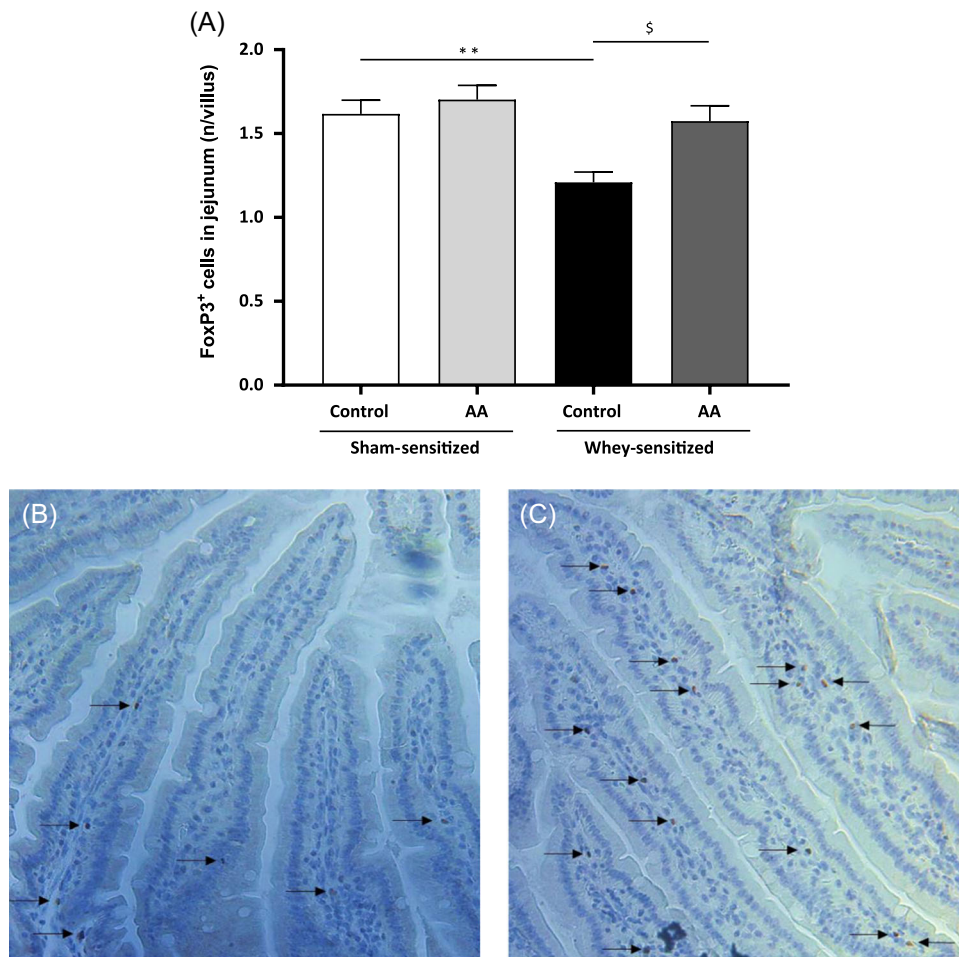 (A)
* *
$
FoxP3+ cells in jejunum (n/villus)
2.0
1.5
1.0
0.5
0.0
Control
AA
Control
AA
Sham-sensitized
Whey-sensitized
(B)
(C)